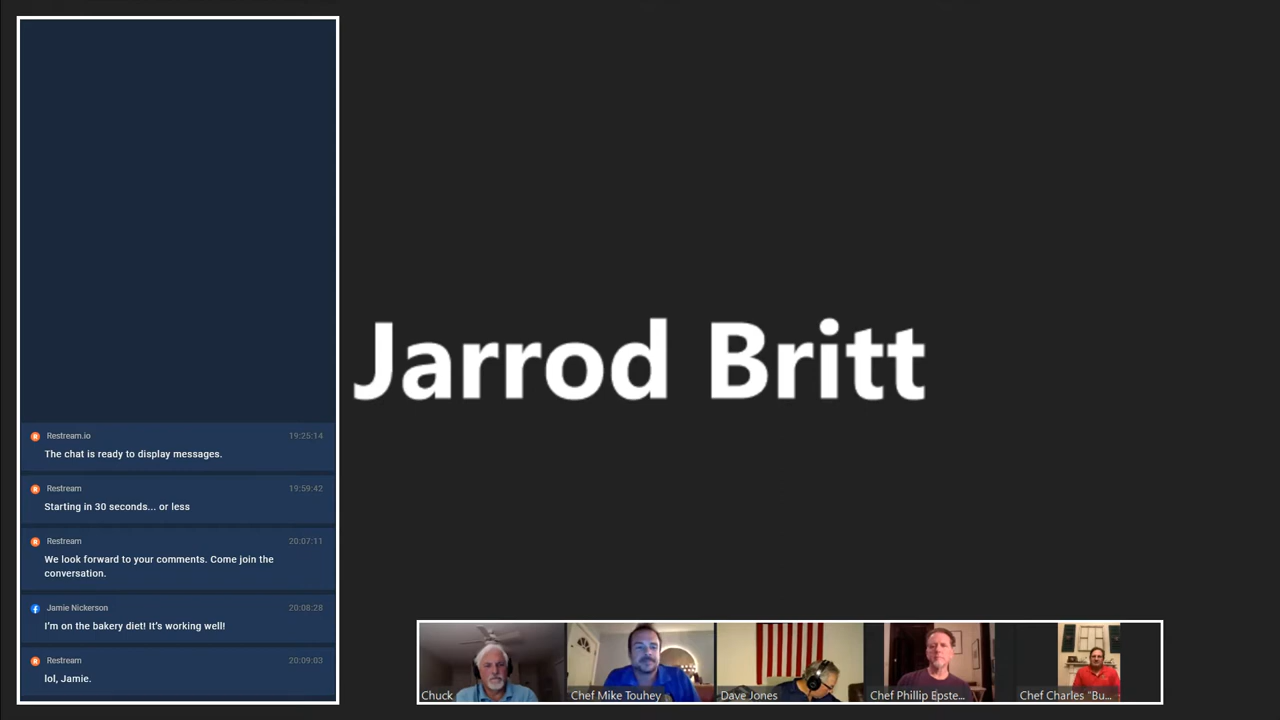 Restream.io 19:25:14
The chat is ready to display messages.
Restream 19:59:42
Starting in 30 seconds... or less
Restream 20:07:11
We look forward to your comments. Come join the
conversation.
Jamie Nickerson 20:08:28
I'm on the bakery diet! It's working well!
Restream 20:09:03
lol, Jamie.
Jarrod Britt
Chuck
Chef Mike Touhey
Dave Jones
Chef Phillip Epste...
Chef Charles "Bu...